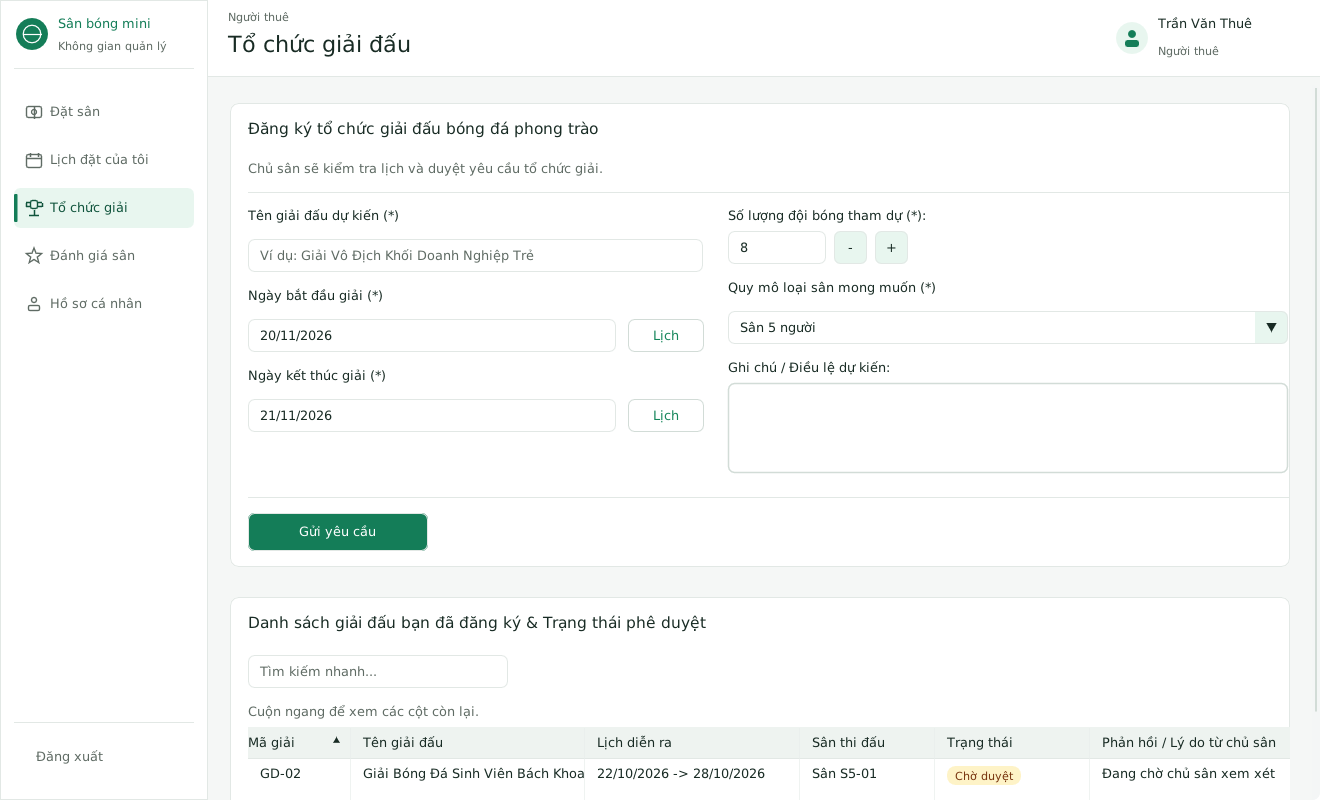 Sân bóng mini
Không gian quản lý
Đặt sân
Lịch đặt của tôi
Tổ chức giải
Đánh giá sân
Hồ sơ cá nhân
Đăng xuất
Người thuê
Tổ chức giải đấu
Trần Văn Thuê
Người thuê
Đăng ký tổ chức giải đấu bóng đá phong trào
Chủ sân sẽ kiểm tra lịch và duyệt yêu cầu tổ chức giải.
Tên giải đấu dự kiến (*)
Ví dụ: Giải Vô Địch Khối Doanh Nghiệp Trẻ
Ngày bắt đầu giải (*)
20/11/2026
Lịch
Ngày kết thúc giải (*)
21/11/2026
Lịch
Số lượng đội bóng tham dự (*):
8
-
+
Quy mô loại sân mong muốn (*)
Sân 5 người
Ghi chú / Điều lệ dự kiến:
Gửi yêu cầu
Danh sách giải đấu bạn đã đăng ký & Trạng thái phê duyệt
Tìm kiếm nhanh...
Cuộn ngang để xem các cột còn lại.
Mã giải Tên giải đấu Lịch diễn ra Sân thi đấu Trạng thái Phản hồi / Lý do từ chủ sân
GD-02 Giải Bóng Đá Sinh Viên Bách Khoa 22/10/2026 -> 28/10/2026 Sân S5-01 Chờ duyệt Đang chờ chủ sân xem xét